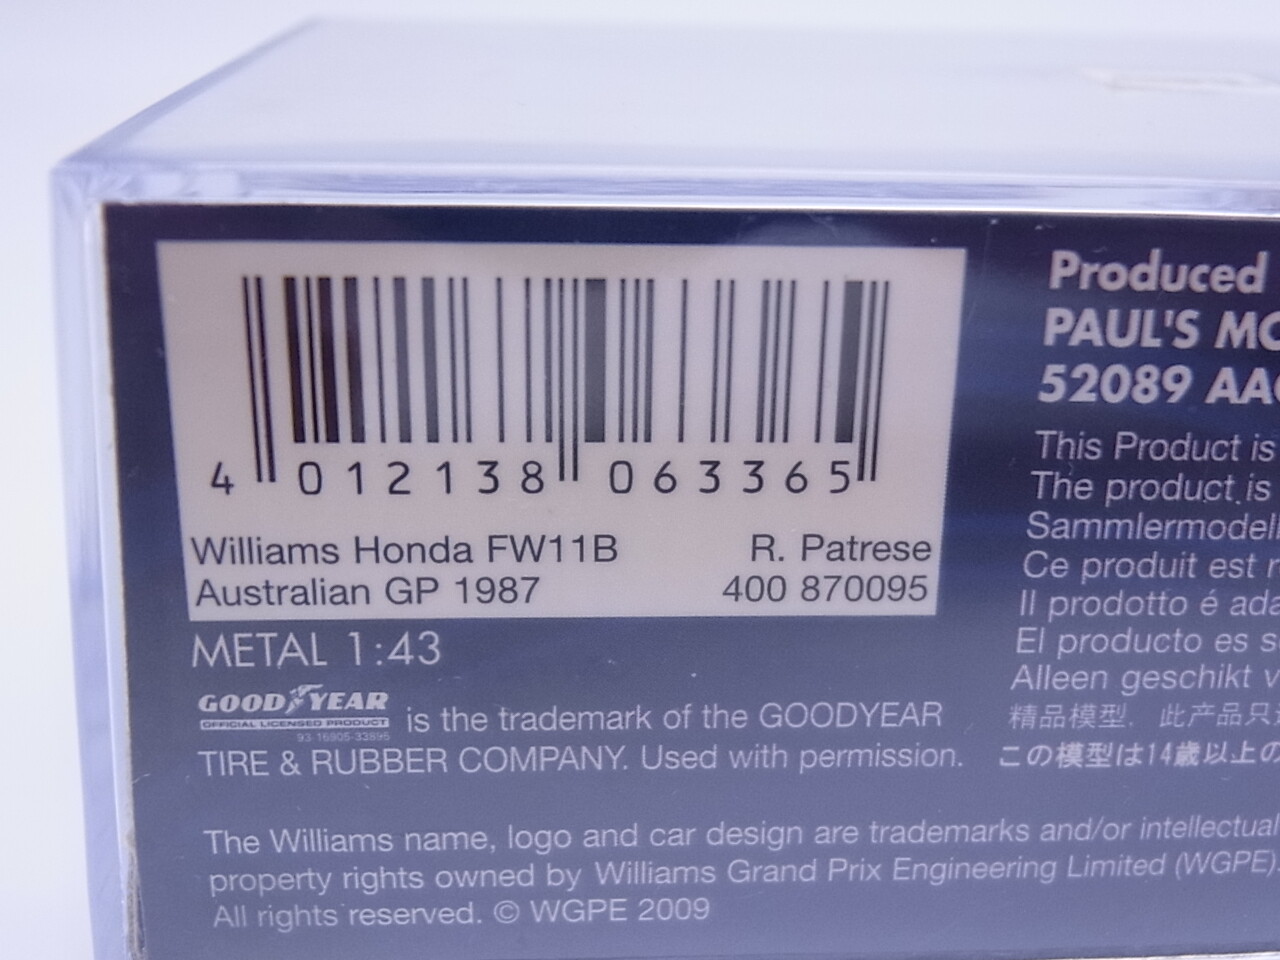 4 012138 063365
Williams Honda FW11B R. Patrese
Australian GP 1987 400 870095
METAL 1:43
GOODYEAR
OFFICIAL LICENSED PRODUCT
93-16905-33895
is the trademark of the GOODYEAR
TIRE & RUBBER COMPANY. Used with permission.
The Williams name, logo and car design are trademarks and/or intellectual
property rights owned by Williams Grand Prix Engineering Limited (WGPE).
All rights reserved. © WGPE 2009
Produced
PAUL'S
52089
This Product is
The product is
Sammlermodell
Ce produit est
Il prodotto é
El producto es
Alleen geschikt
精品模型. 此产品只
この模型は14歳以上の